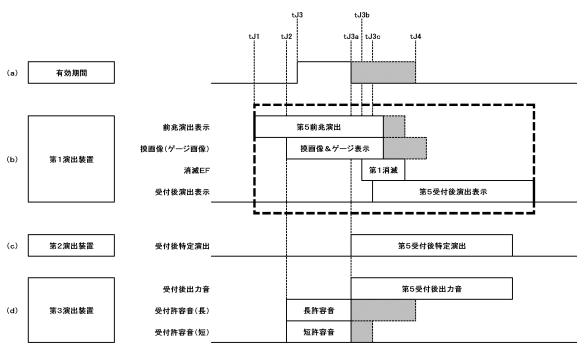 tJ3 tJ3b
tJ1 tJ2 tJ3a tJ3c tJ4
(a) 有効期間
前兆演出表示 第5前兆演出
換画像(ゲージ画像) 換画像&ゲージ表示
(b) 第1演出装置
消滅EF 第1消滅
受付後演出表示 第5受付後演出表示
(c) 第2演出装置 受付後特定演出 第5受付後特定演出
受付後出力音 第5受付後出力音
(d) 第3演出装置 受付許容音(長) 長許容音
受付許容音(短) 短許容音